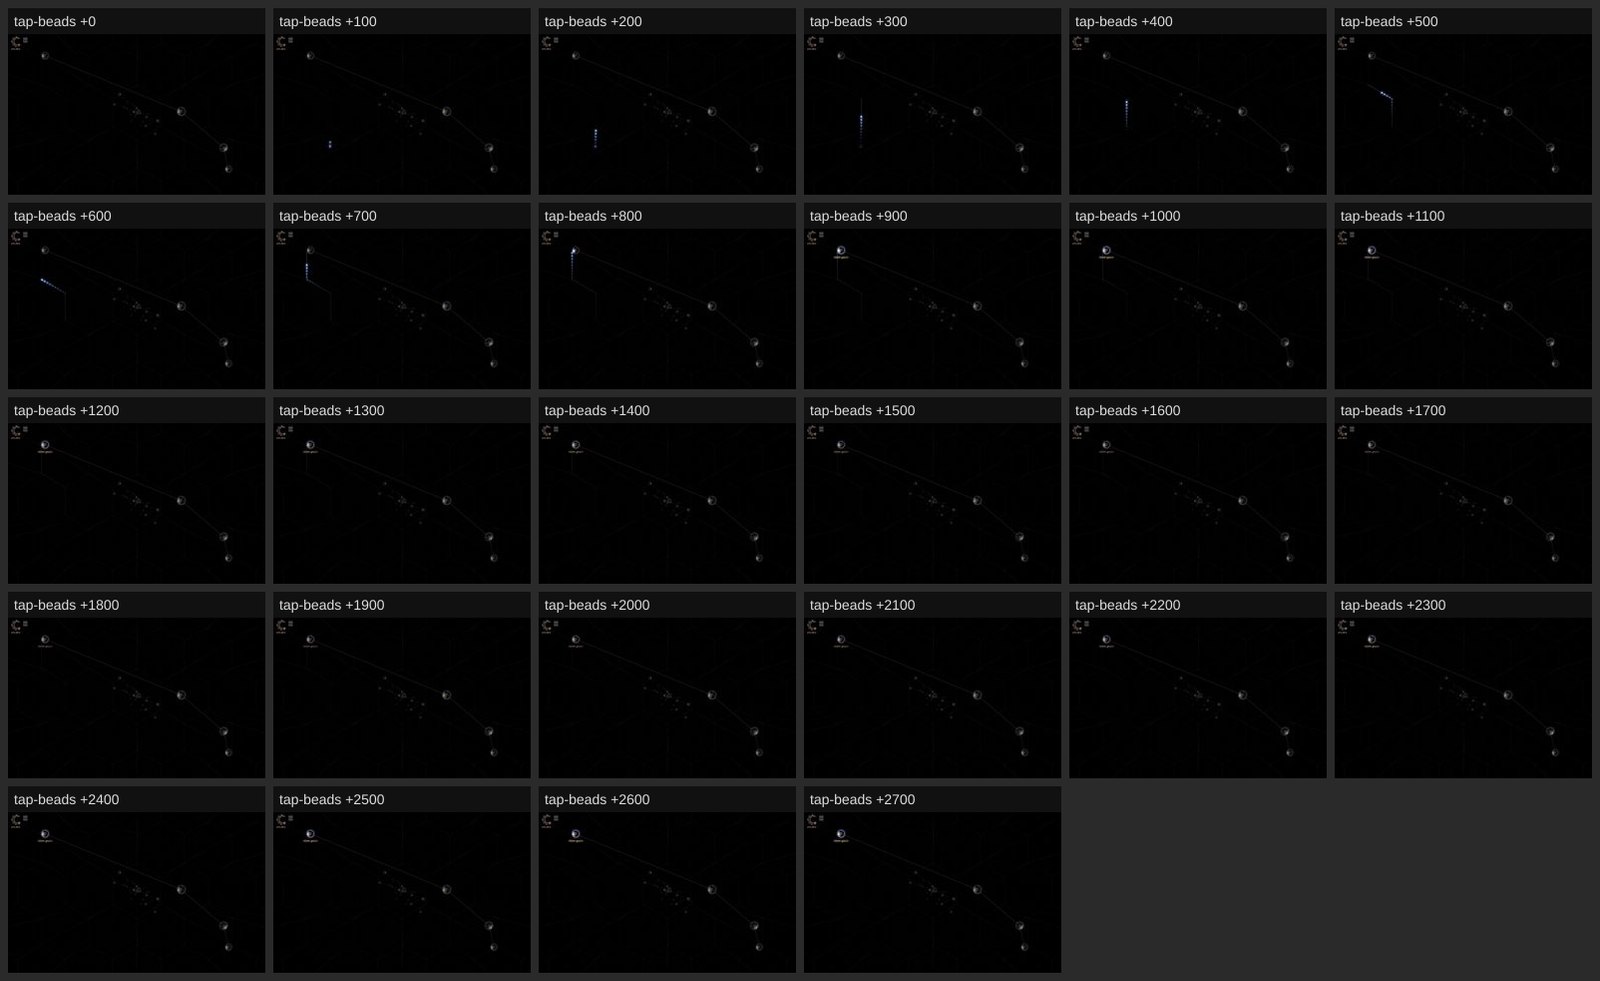 tap-beads +0
tap-beads +100
tap-beads +200
tap-beads +300
tap-beads +400
tap-beads +500
tap-beads +600
tap-beads +700
tap-beads +800
tap-beads +900
tap-beads +1000
tap-beads +1100
tap-beads +1200
tap-beads +1300
tap-beads +1400
tap-beads +1500
tap-beads +1600
tap-beads +1700
tap-beads +1800
tap-beads +1900
tap-beads +2000
tap-beads +2100
tap-beads +2200
tap-beads +2300
tap-beads +2400
tap-beads +2500
tap-beads +2600
tap-beads +2700